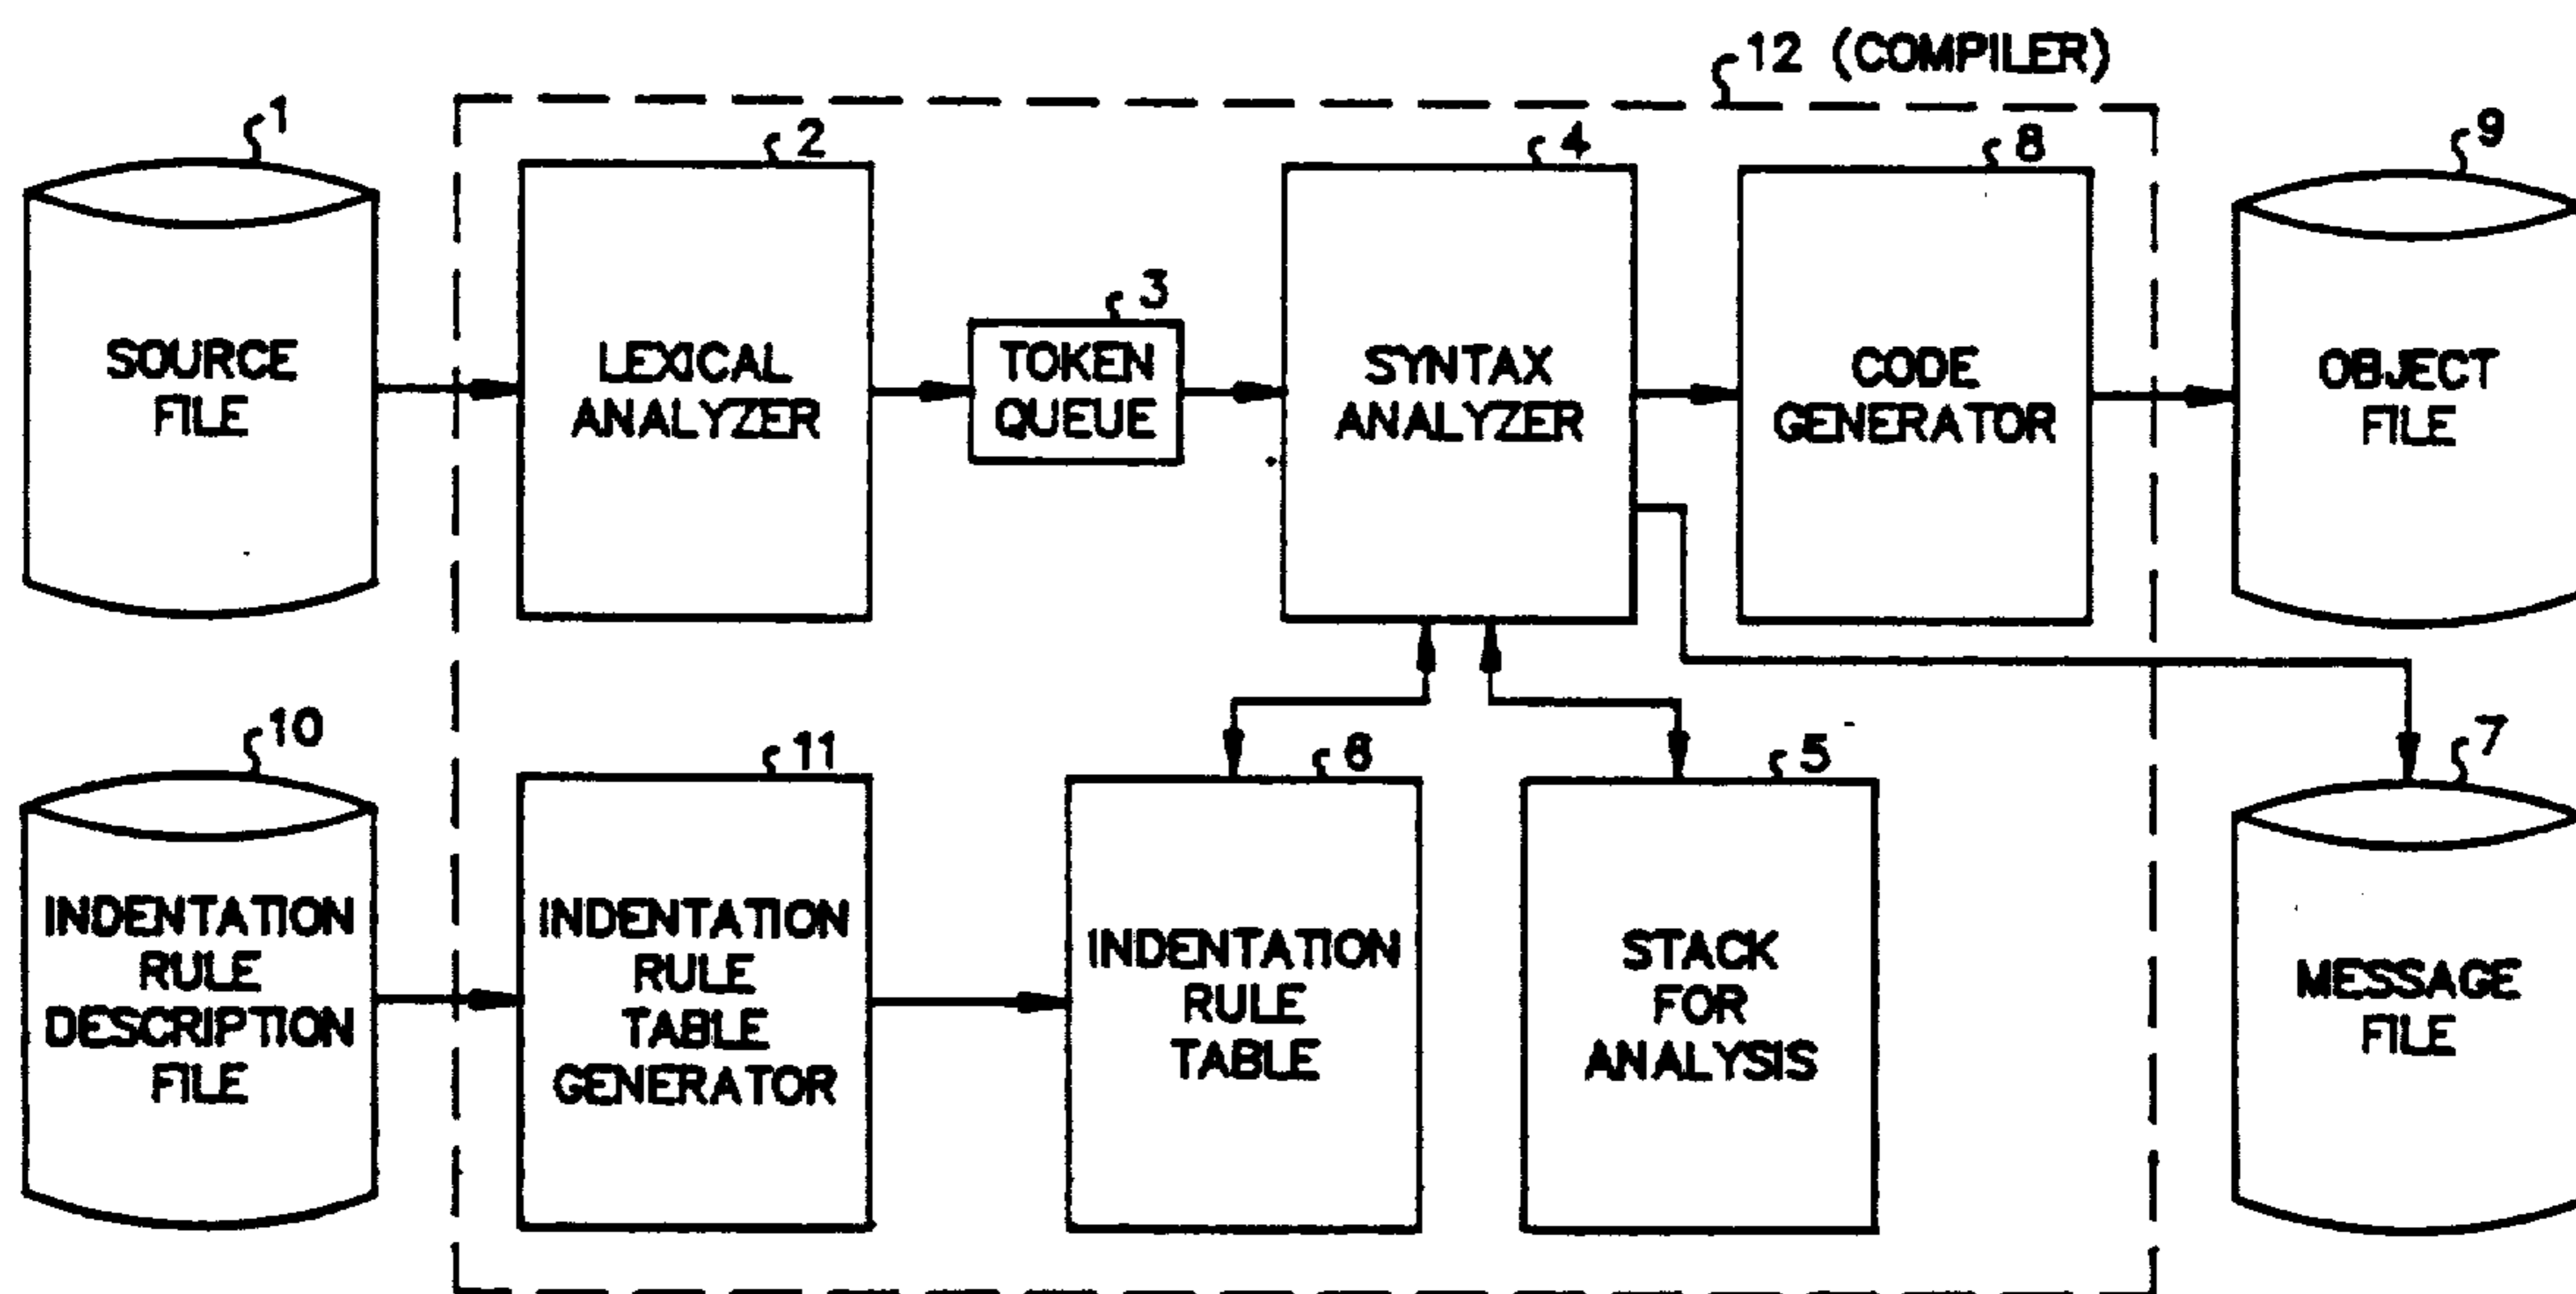 12 (COMPILER)
1
SOURCE
FILE
2
LEXICAL
ANALYZER
3
TOKEN
QUEUE
4
SYNTAX
ANALYZER
8
CODE
GENERATOR
9
OBJECT
FILE
10
INDENTATION
RULE
DESCRIPTION
FILE
11
INDENTATION
RULE
TABLE
GENERATOR
6
INDENTATION
RULE
TABLE
5
STACK
FOR
ANALYSIS
7
MESSAGE
FILE